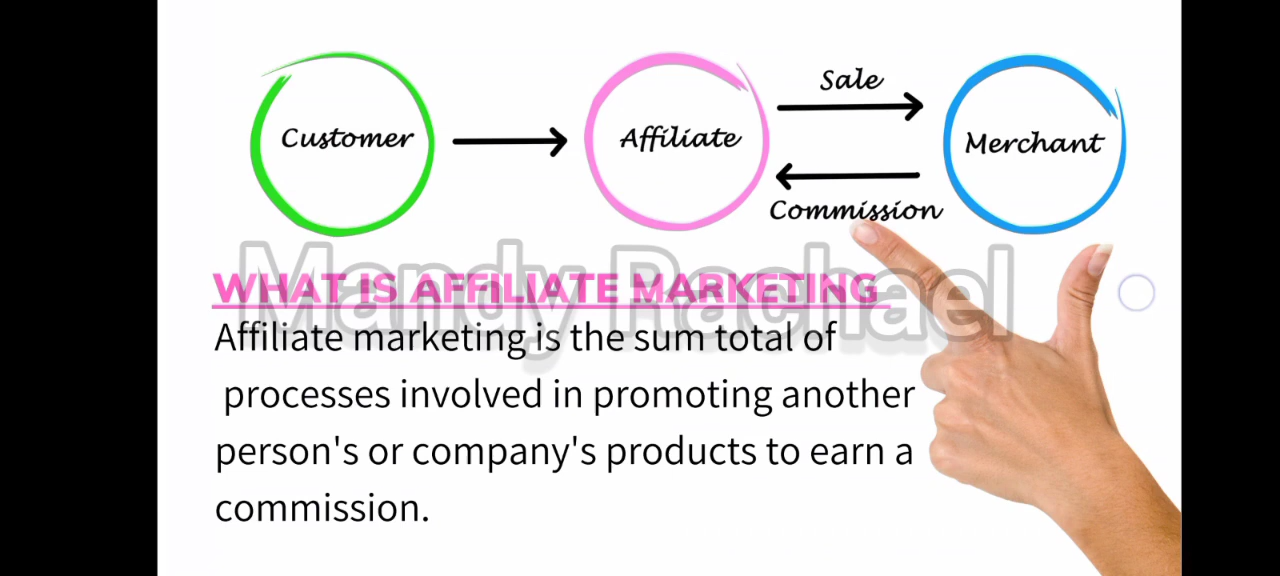 Customer
Affiliate
Sale
Merchant
Commission
Mandy Rachael
WHAT IS AFFILIATE MARKETING
Affiliate marketing is the sum total of
processes involved in promoting another
person's or company's products to earn a
commission.